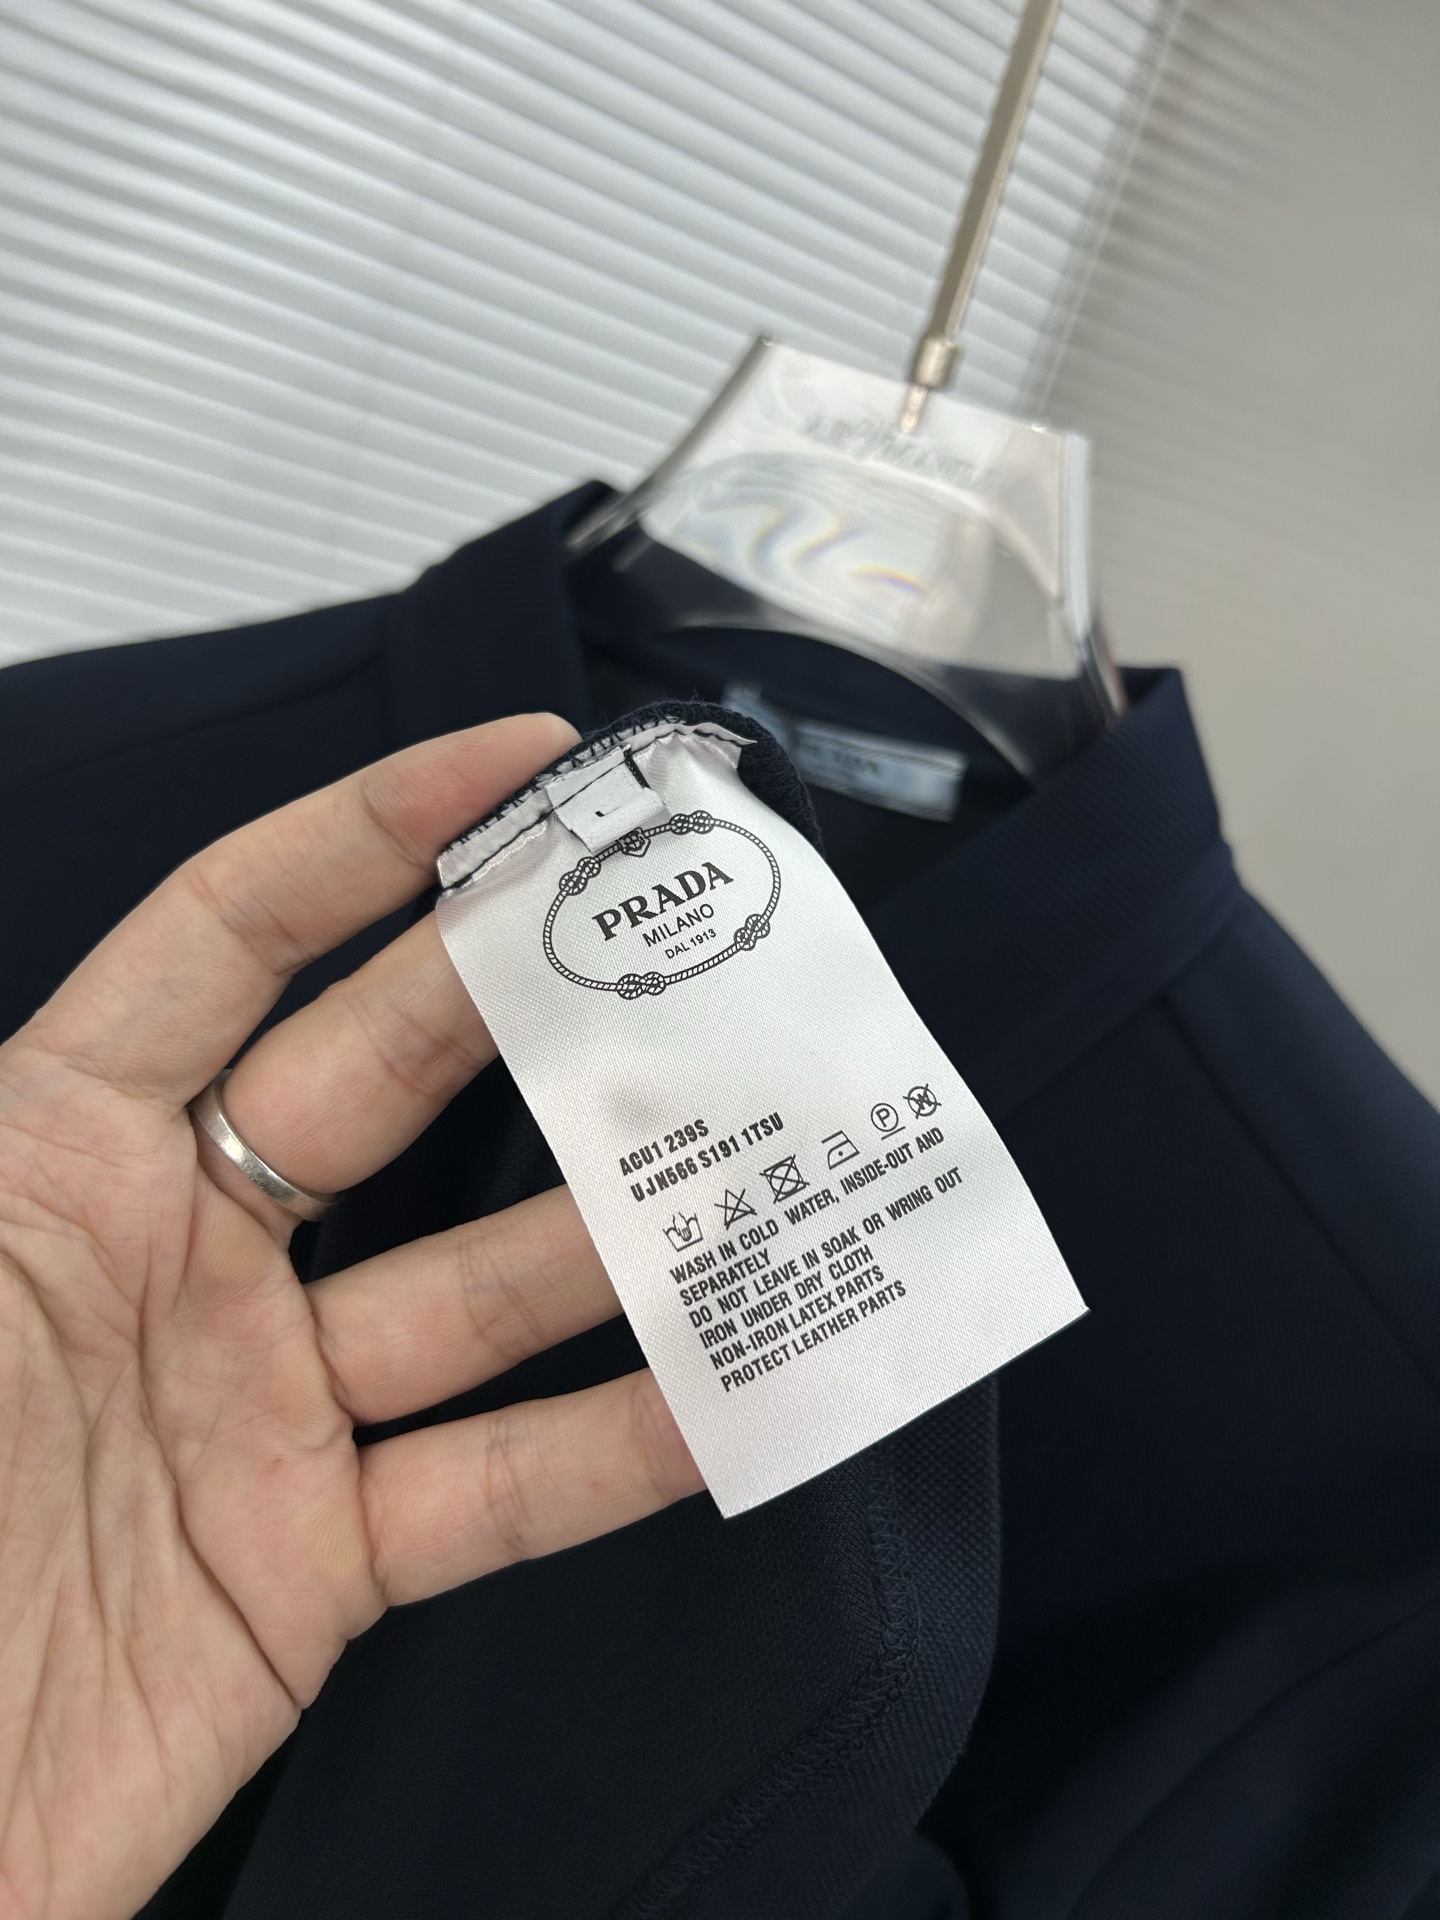 L
PRADA
MILANO
DAL 1913
ACU1 239S
UJN566 S191 1TSU
P
W
WASH IN COLD WATER, INSIDE-OUT AND
SEPARATELY
DO NOT LEAVE IN SOAK OR WRING OUT
IRON UNDER DRY CLOTH
NON-IRON LATEX PARTS
PROTECT LEATHER PARTS